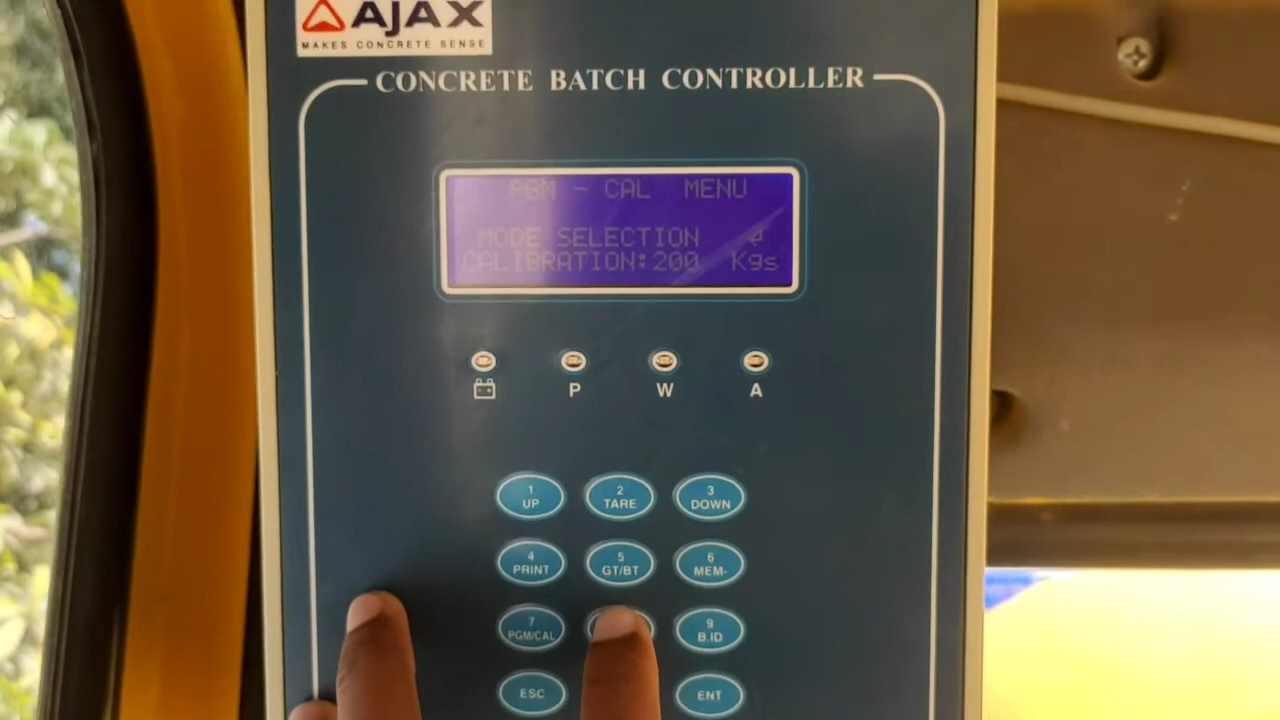 AJAX
MAKES CONCRETE SENSE
CONCRETE BATCH CONTROLLER
PGM - CAL MENU
MODE SELECTION ↲
CALIBRATION:200 Kgs
P
W
A
1 UP
2 TARE
3 DOWN
4 PRINT
5 GT/BT
6 MEM-
7 PGM/CAL
9 B.ID
ESC
ENT